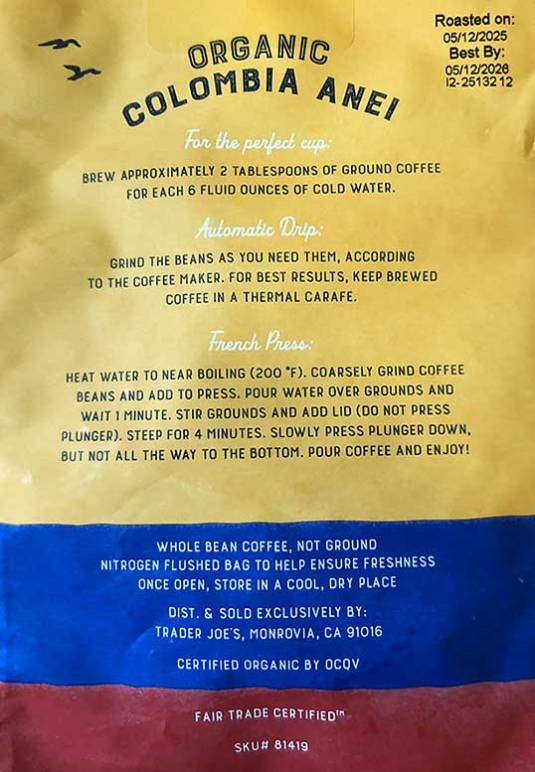 Roasted on:
05/12/2025
Best By:
05/12/2026
12-25132 12
ORGANIC
COLOMBIA ANEI
For the perfect cup:
BREW APPROXIMATELY 2 TABLESPOONS OF GROUND COFFEE
FOR EACH 6 FLUID OUNCES OF COLD WATER.
Automatic Drip:
GRIND THE BEANS AS YOU NEED THEM, ACCORDING
TO THE COFFEE MAKER. FOR BEST RESULTS, KEEP BREWED
COFFEE IN A THERMAL CARAFE.
French Press:
HEAT WATER TO NEAR BOILING (200 °F). COARSELY GRIND COFFEE
BEANS AND ADD TO PRESS. POUR WATER OVER GROUNDS AND
WAIT 1 MINUTE. STIR GROUNDS AND ADD LID (DO NOT PRESS
PLUNGER). STEEP FOR 4 MINUTES. SLOWLY PRESS PLUNGER DOWN,
BUT NOT ALL THE WAY TO THE BOTTOM. POUR COFFEE AND ENJOY!
WHOLE BEAN COFFEE, NOT GROUND
NITROGEN FLUSHED BAG TO HELP ENSURE FRESHNESS
ONCE OPEN, STORE IN A COOL, DRY PLACE
DIST. & SOLD EXCLUSIVELY BY:
TRADER JOE'S, MONROVIA, CA 91016
CERTIFIED ORGANIC BY OCQV
FAIR TRADE CERTIFIED™
SKU# 81419